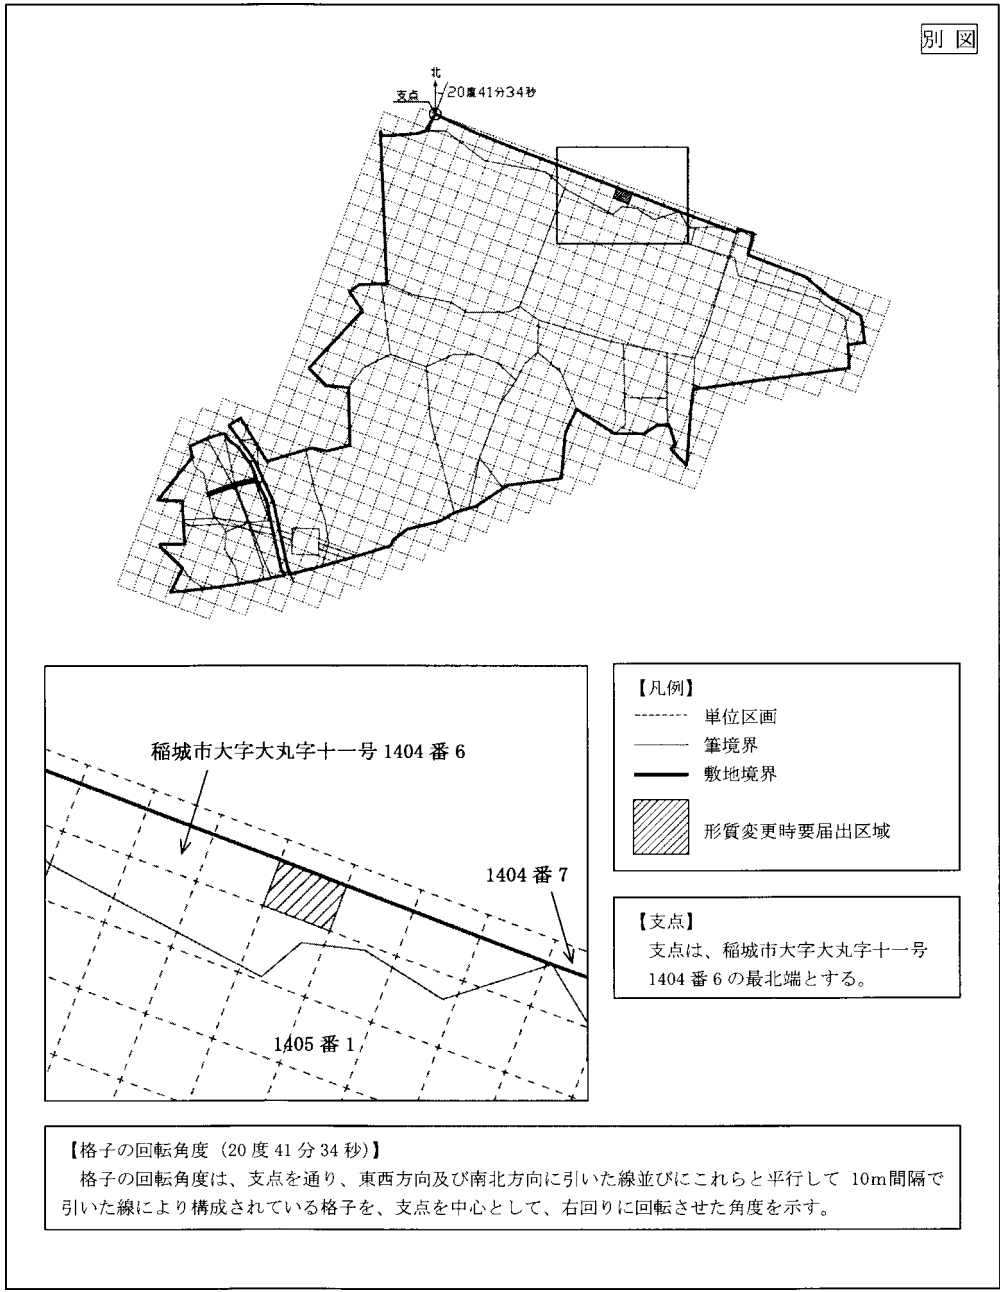 別 図
北
支点
20度41分34秒
稲城市大字大丸字十一号 1404 番 6
1404 番 7
1405 番 1
【凡例】
単位区画
筆境界
敷地境界
形質変更時要届出区域
【支点】
支点は、稲城市大字大丸字十一号
1404 番 6 の最北端とする。
【格子の回転角度（20 度 41 分 34 秒）】
格子の回転角度は、支点を通り、東西方向及び南北方向に引いた線並びにこれらと平行して 10m間隔で
引いた線により構成されている格子を、支点を中心として、右回りに回転させた角度を示す。